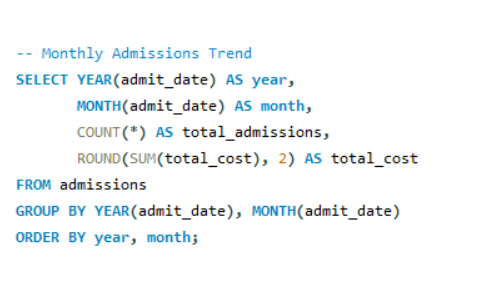 -- Monthly Admissions Trend
SELECT YEAR(admit_date) AS year,
       MONTH(admit_date) AS month,
       COUNT(*) AS total_admissions,
       ROUND(SUM(total_cost), 2) AS total_cost
FROM admissions
GROUP BY YEAR(admit_date), MONTH(admit_date)
ORDER BY year, month;